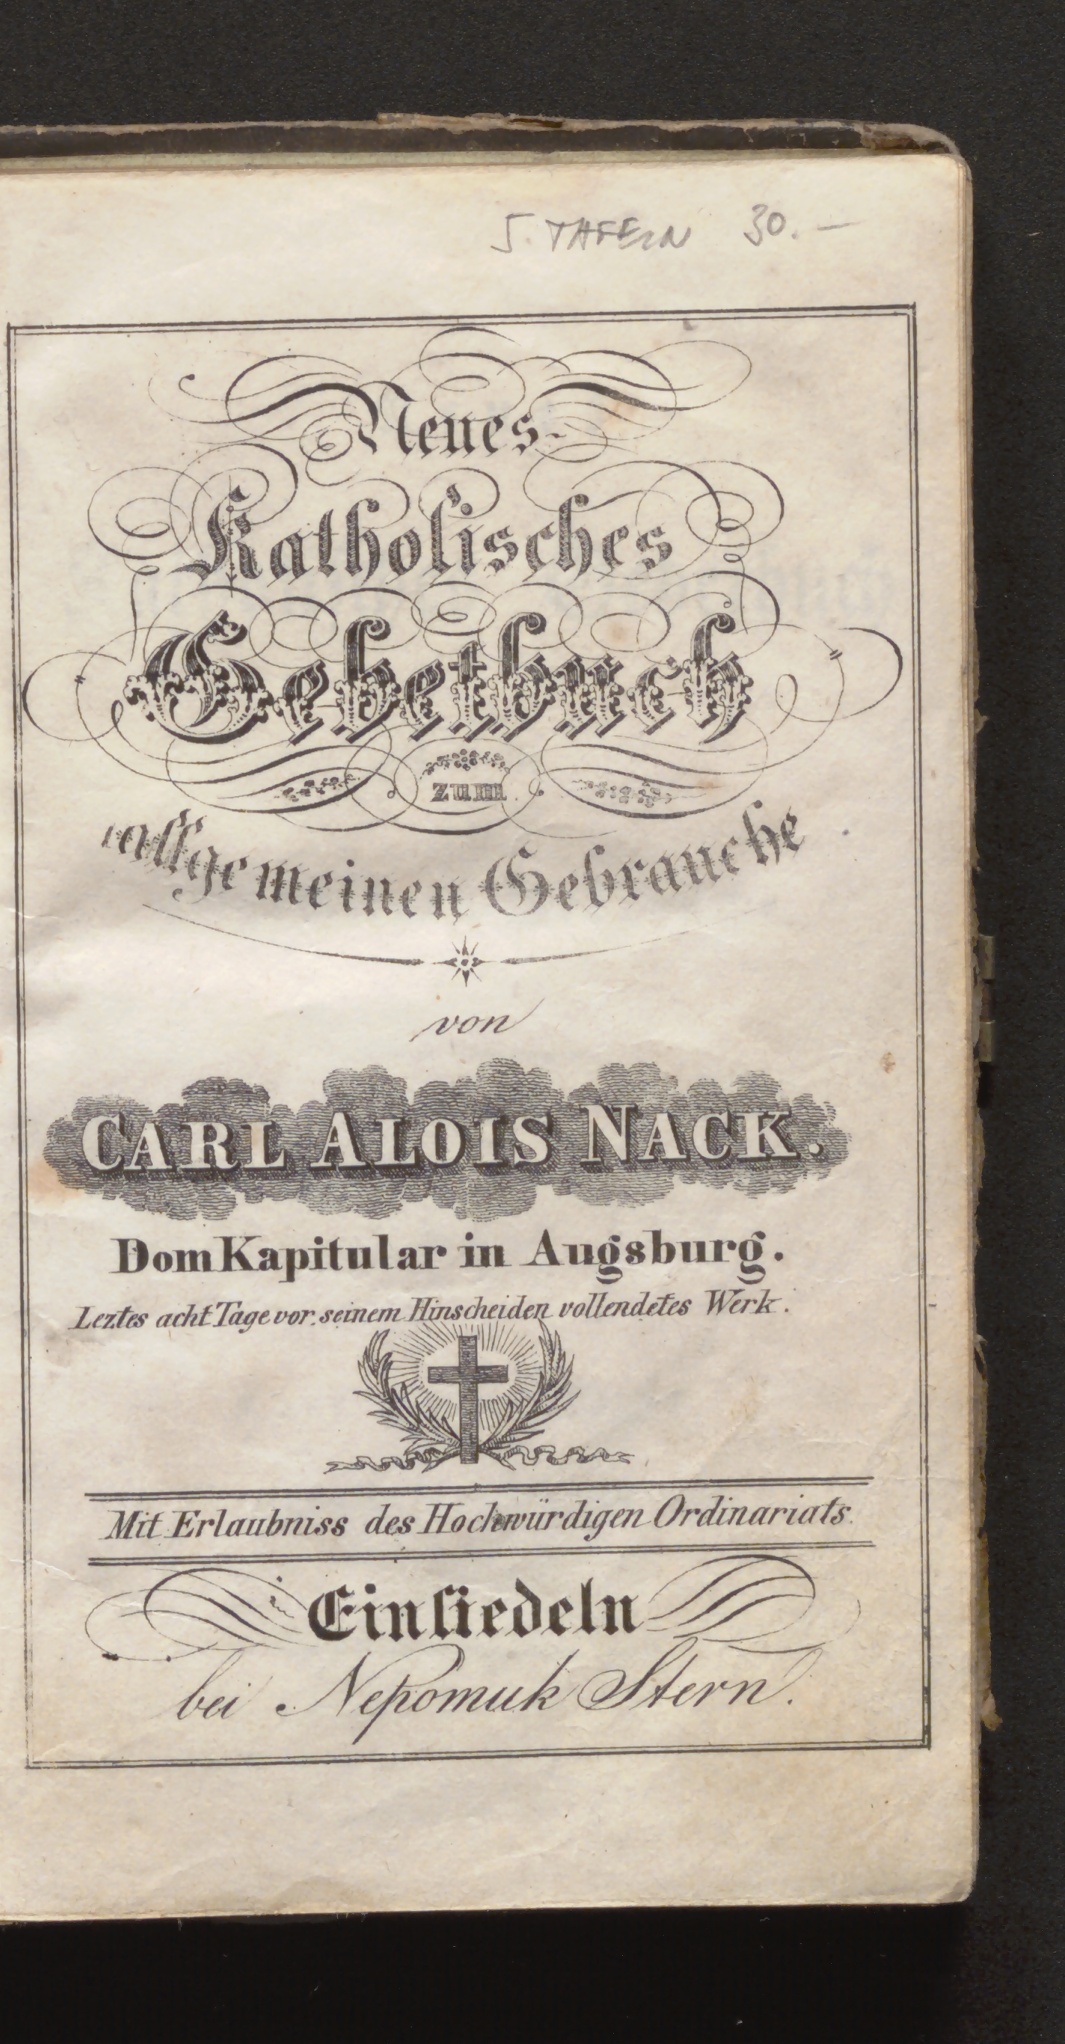 5. TAFELN 30.–
Neues
Katholisches
Gebetbuch
zum
allgemeinen Gebrauche
von
CARL ALOIS NACK.
Dom Kapitular in Augsburg.
Leztes acht Tage vor seinem Hinscheiden vollendetes Werk.
Mit Erlaubniss des Hochwürdigen Ordinariats.
Einsiedeln
bei Nepomuk Stern.